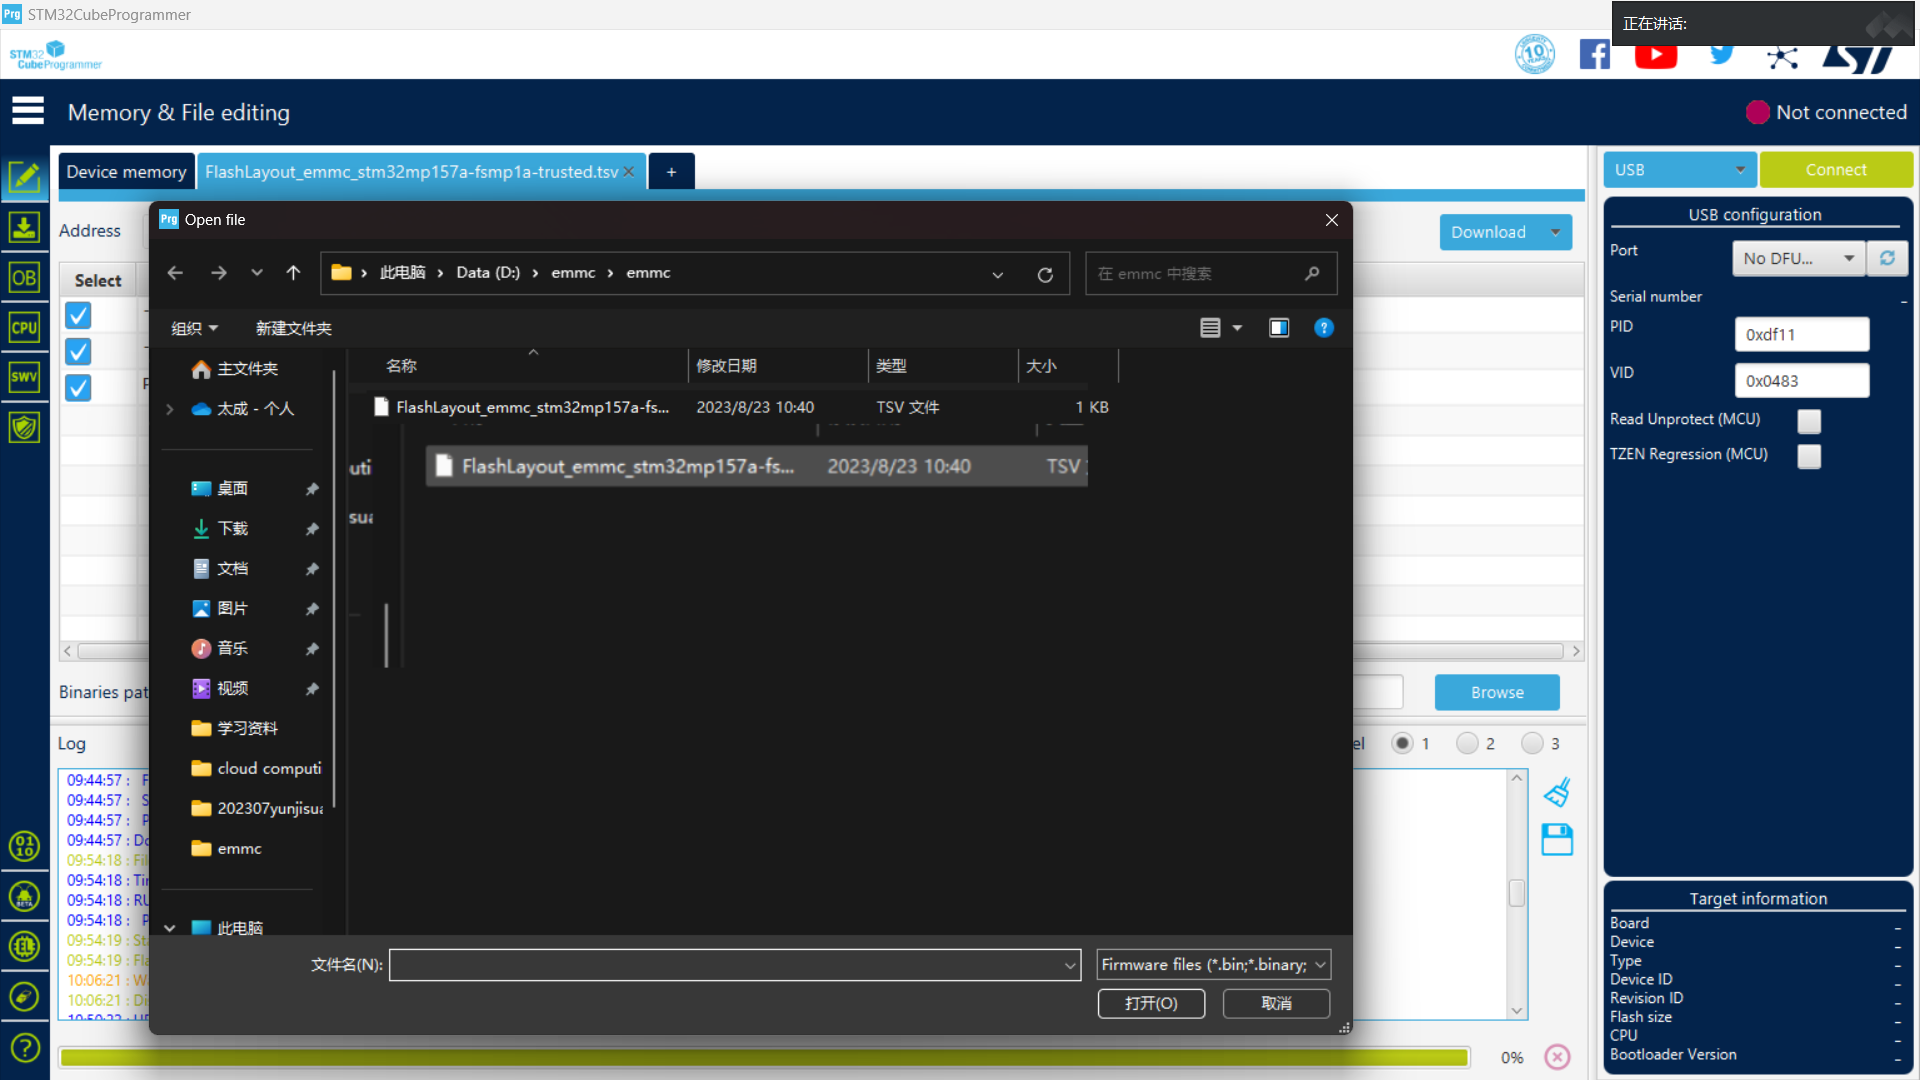 Prg STM32CubeProgrammer
正在讲话:
STM32
CubeProgrammer
10
Memory & File editing
Not connected
Device memory
FlashLayout_emmc_stm32mp157a-fsmp1a-trusted.tsv
+
USB
Connect
Prg Open file
Address
Download
USB configuration
Port
No DFU...
此电脑 › Data (D:) › emmc › emmc
在 emmc 中搜索
Select
Serial number
-
PID
0xdf11
组织
新建文件夹
VID
0x0483
Read Unprotect (MCU)
TZEN Regression (MCU)
OB
CPU
SWV
名称
修改日期
类型
大小
主文件夹
太成 - 个人
FlashLayout_emmc_stm32mp157a-fs...
2023/8/23 10:40
TSV 文件
1 KB
uti
FlashLayout_emmc_stm32mp157a-fs...
2023/8/23 10:40
TSV
sua
桌面
下载
文档
图片
音乐
视频
学习资料
cloud computi
202307yunjisua
emmc
此电脑
Binaries pat
Browse
Log
el
1
2
3
09:44:57 : F
09:44:57 : S
09:44:57 : P
09:44:57 : Do
09:54:18 : Fil
09:54:18 : Tir
09:54:18 : RU
09:54:18 : P
09:54:19 : Sta
09:54:19 : Fla
10:06:21 : W
10:06:21 : Di
文件名(N):
Firmware files (*.bin;*.binary;
打开(O)
取消
0%
Target information
Board -
Device -
Type -
Device ID -
Revision ID -
Flash size -
CPU -
Bootloader Version -